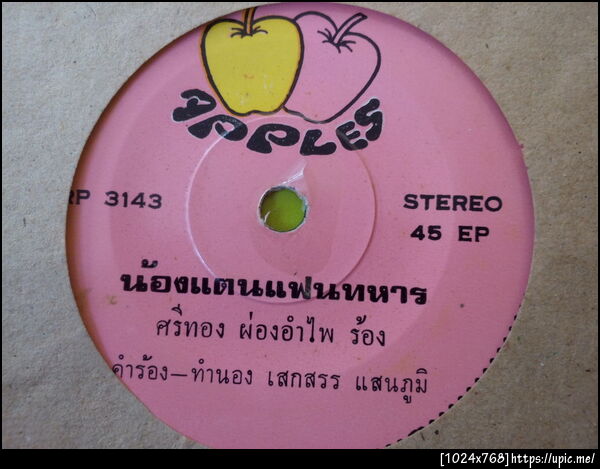 APPLES
RP 3143
STEREO
45 EP
น้องแตนแฟนทหาร
ศรีทอง ผ่องอำไพ ร้อง
คำร้อง–ทำนอง เสกสรร แสนภูมิ
[1024x768]https://upic.me/